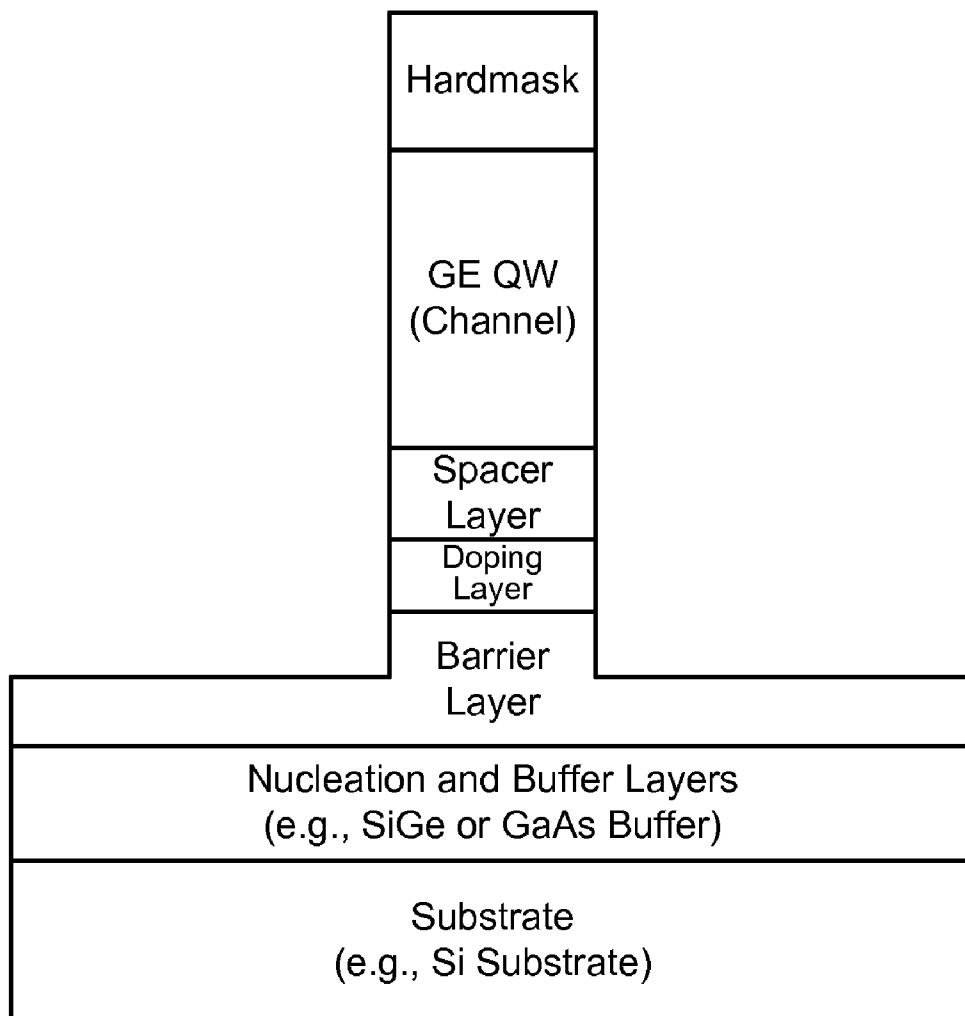 Hardmask
GE QW
(Channel)
Spacer
Layer
Doping
Layer
Barrier
Layer
Nucleation and Buffer Layers
(e.g., SiGe or GaAs Buffer)
Substrate
(e.g., Si Substrate)